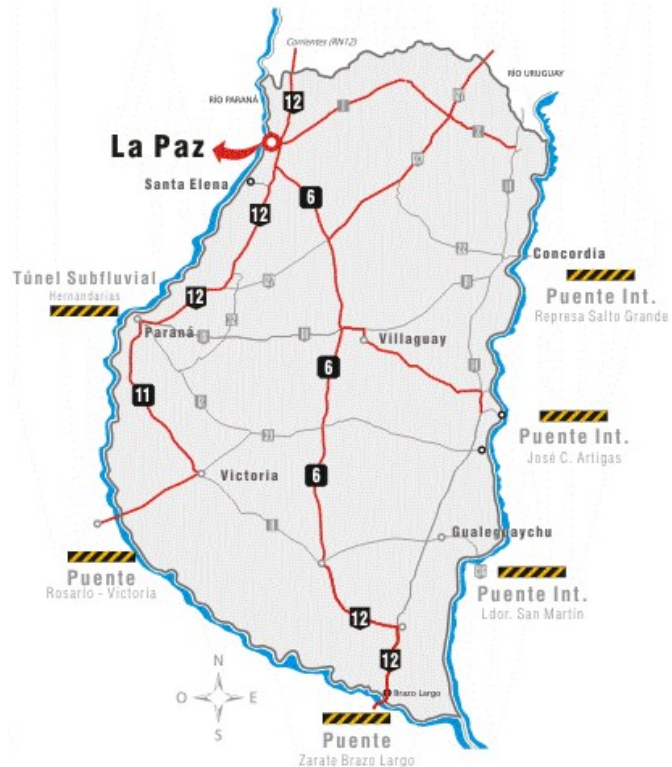 Corrientes (RN12)
RÍO URUGUAY
RÍO PARANÁ
12
La Paz
Santa Elena
6
12
Concordia
Túnel Subfluvial
Hernandarias
12
Puente Int.
Represa Salto Grande
Paraná
Villaguay
6
11
Puente Int.
José C. Artigas
Victoria
6
Gualeguaychu
Puente
Rosario - Victoria
Puente Int.
Ldor. San Martín
12
12
N
O
E
S
Brazo Largo
Puente
Zarate Brazo Largo